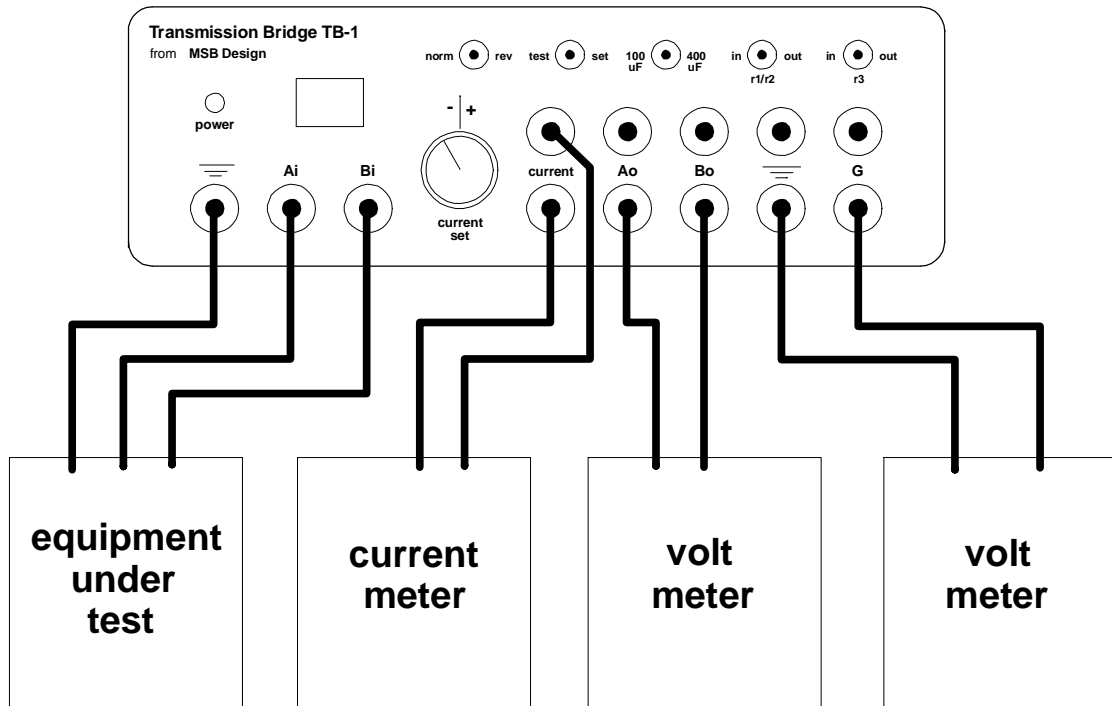 Transmission Bridge TB-1
from MSB Design
norm rev test set 100 uF 400 uF in out in out
r1/r2 r3
- +
power
Ai Bi current Ao Bo G
current
set
equipment
under
test
current
meter
volt
meter
volt
meter